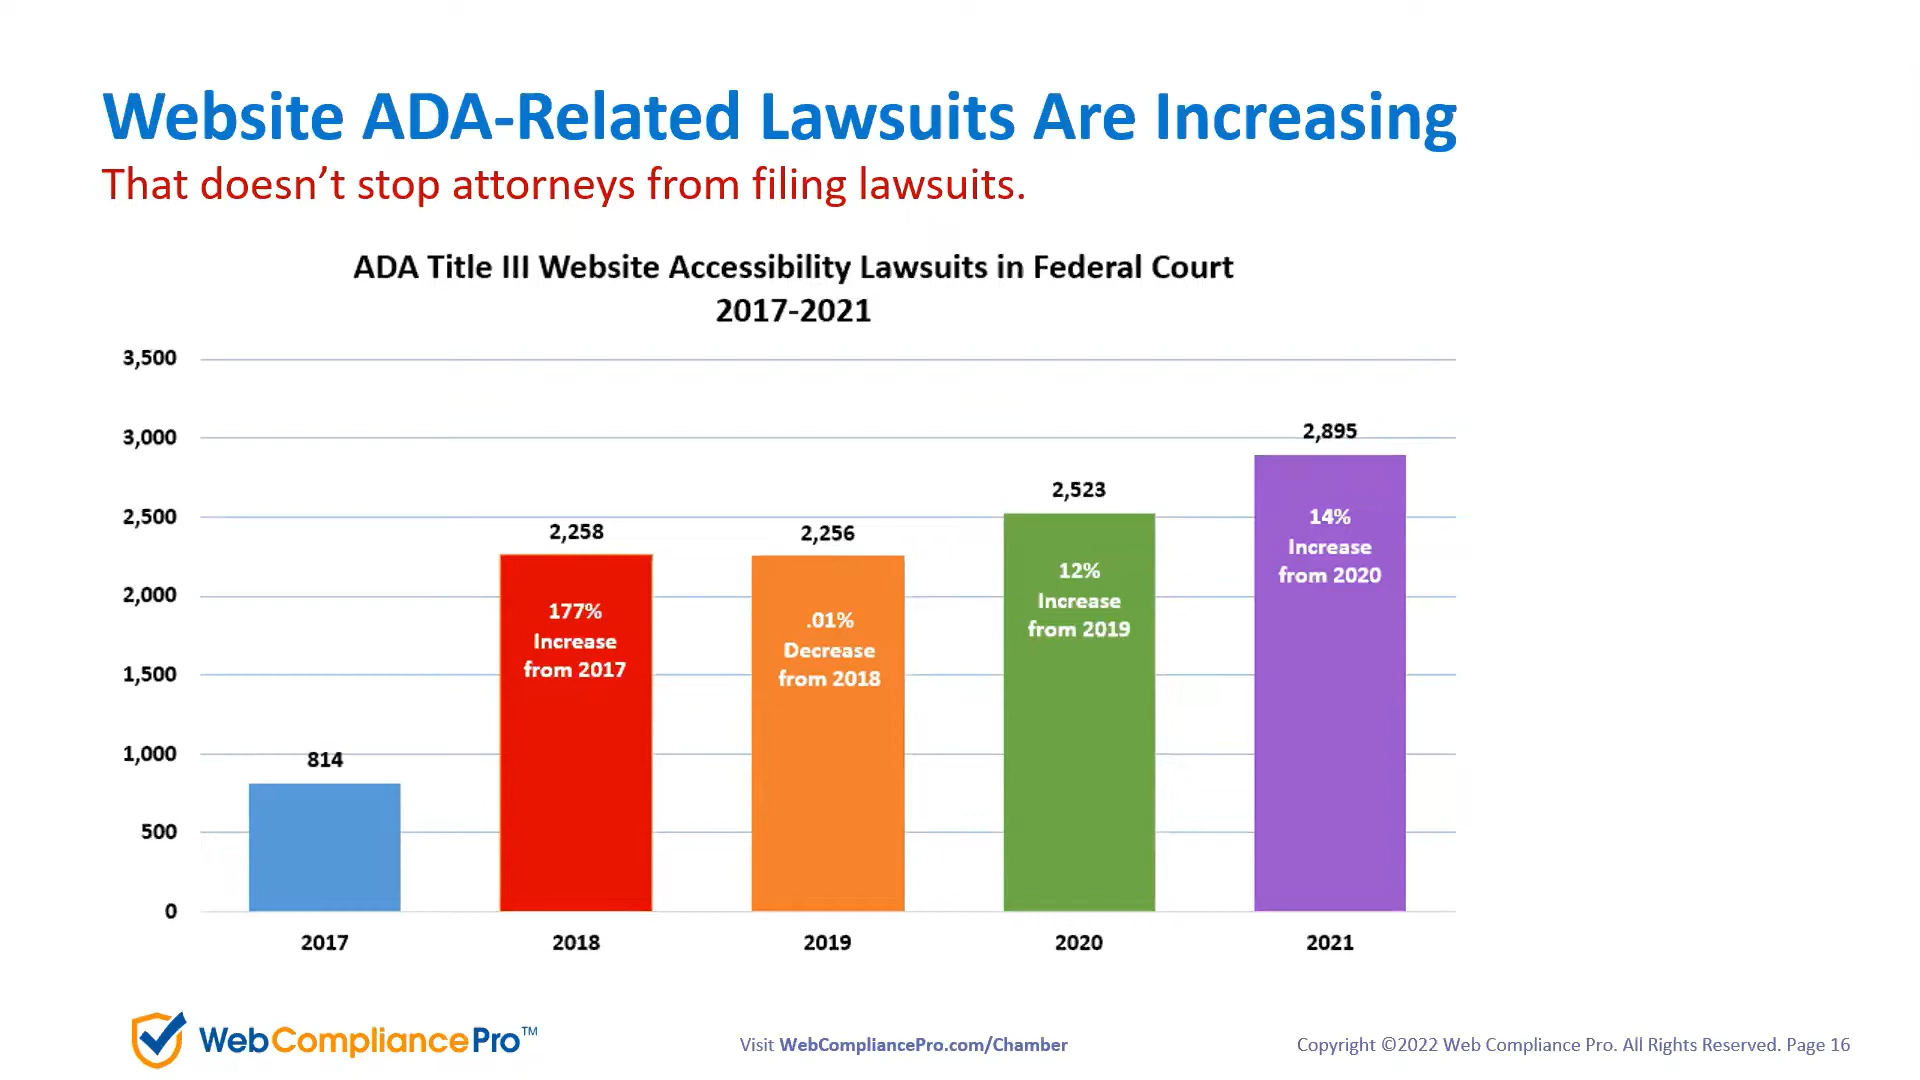 Website ADA-Related Lawsuits Are Increasing
That doesn’t stop attorneys from filing lawsuits.
ADA Title III Website Accessibility Lawsuits in Federal Court
2017-2021
3,500
3,000
2,500
2,000
1,500
1,000
500
0
814
2,258
177%
Increase
from 2017
2,256
.01%
Decrease
from 2018
2,523
12%
Increase
from 2019
2,895
14%
Increase
from 2020
2017
2018
2019
2020
2021
WebCompliancePro™
Visit WebCompliancePro.com/Chamber
Copyright ©2022 Web Compliance Pro. All Rights Reserved. Page 16